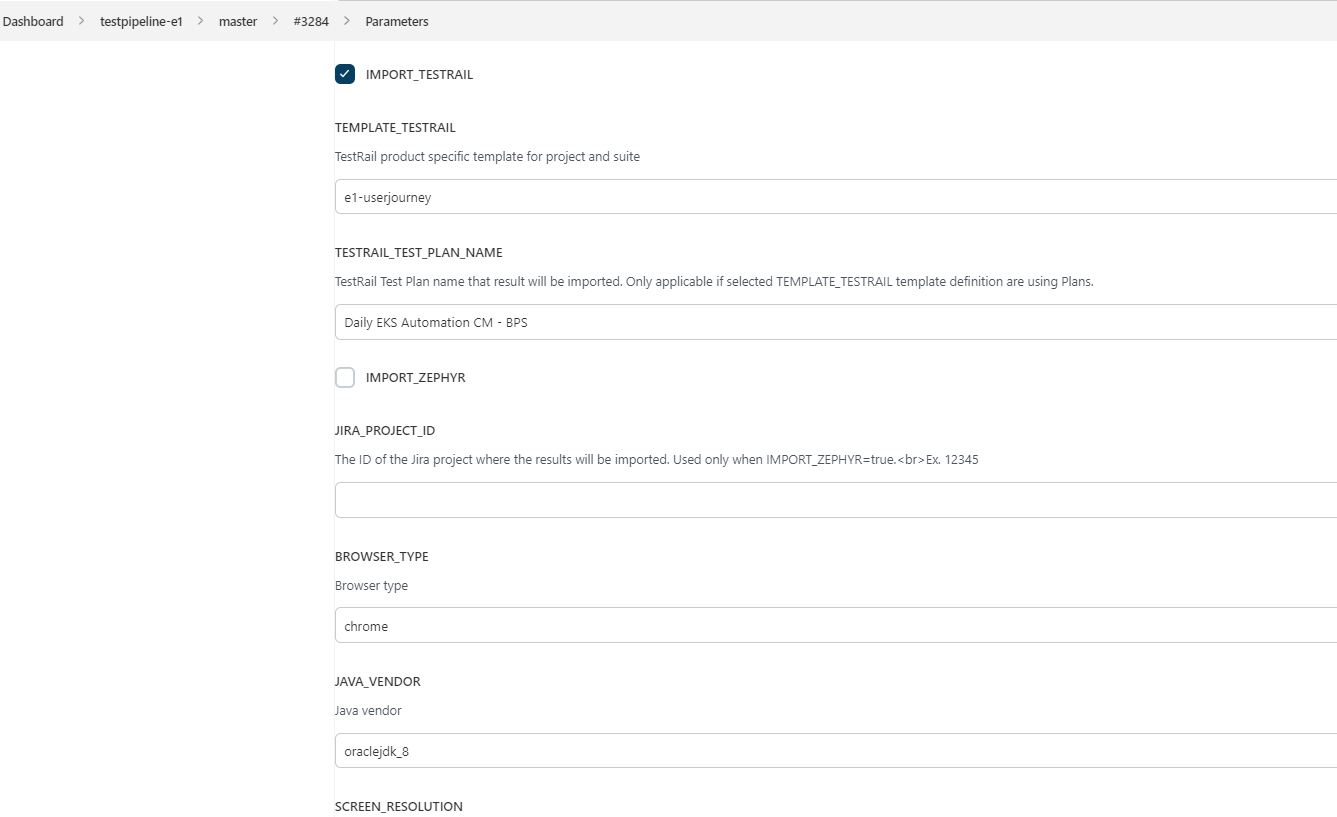 Dashboard > testpipeline-e1 > master > #3284 > Parameters
IMPORT_TESTRAIL
TEMPLATE_TESTRAIL
TestRail product specific template for project and suite
e1-userjourney
TESTRAIL_TEST_PLAN_NAME
TestRail Test Plan name that result will be imported. Only applicable if selected TEMPLATE_TESTRAIL template definition are using Plans.
Daily EKS Automation CM - BPS
IMPORT_ZEPHYR
JIRA_PROJECT_ID
The ID of the Jira project where the results will be imported. Used only when IMPORT_ZEPHYR=true.<br>Ex. 12345
BROWSER_TYPE
Browser type
chrome
JAVA_VENDOR
Java vendor
oraclejdk_8
SCREEN_RESOLUTION